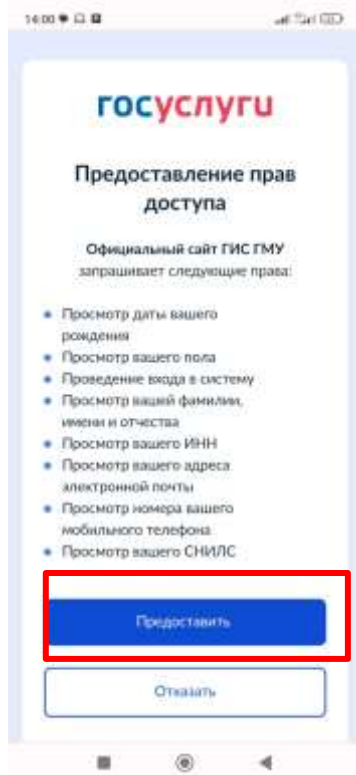 14:00
госуслуги
Предоставление прав
доступа
Официальный сайт ГИС ГМУ
запрашивает следующие права:
Просмотр даты вашего
рождения
Просмотр вашего пола
Проведение входа в систему
Просмотр вашей фамилии,
имени и отчества
Просмотр вашего ИНН
Просмотр вашего адреса
электронной почты
Просмотр номера вашего
мобильного телефона
Просмотр вашего СНИЛС
Предоставить
Отказать